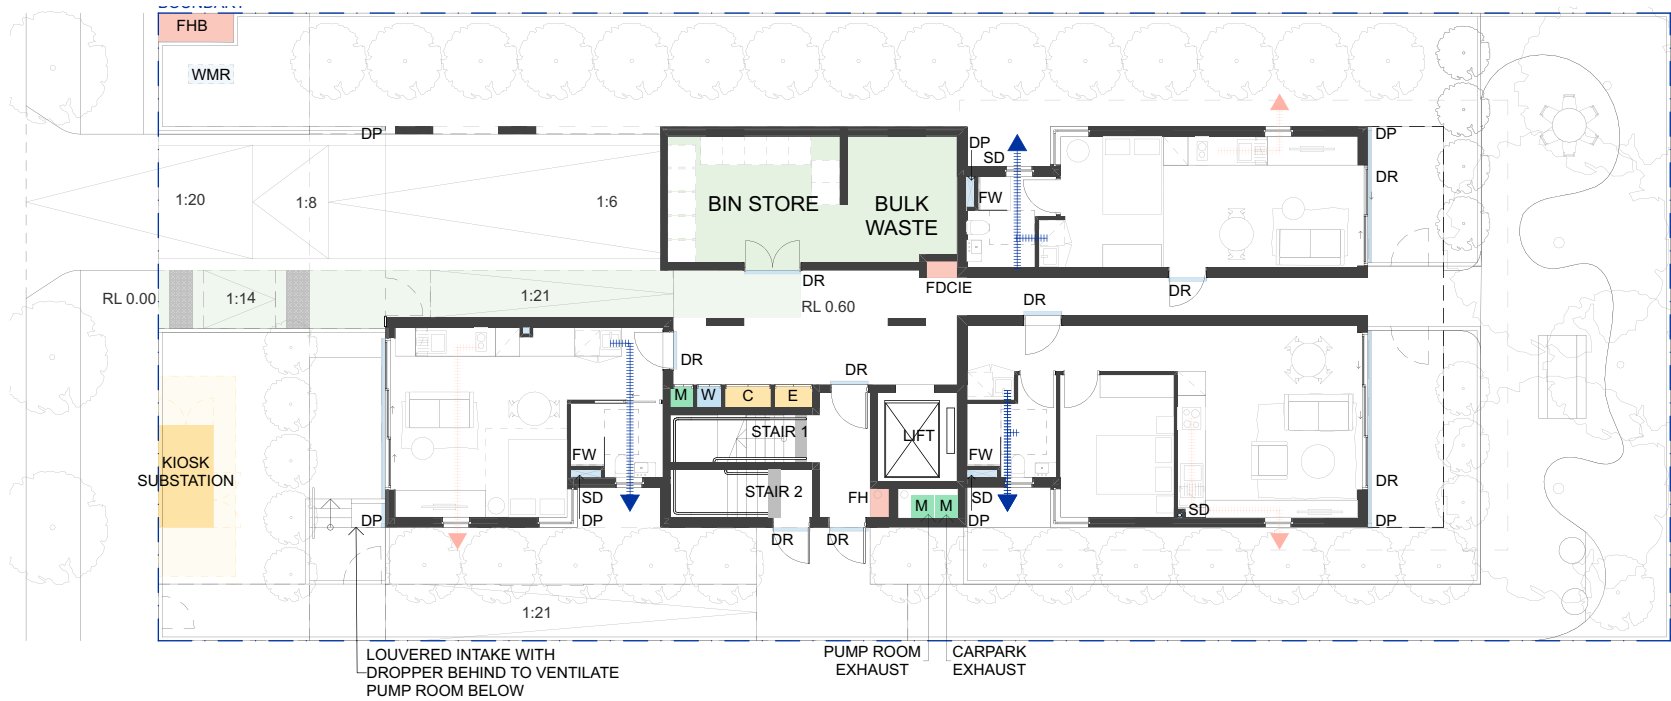 BOUNDARY
FHB
WMR
DP
DP
SD
DP
1:20
1:8
1:6
BIN STORE
BULK
WASTE
FW
DR
DR
FDCIE
DR
DR
RL 0.00
1:14
1:21
RL 0.60
DR
DR
M
W
C
E
STAIR 1
LIFT
KIOSK
SUBSTATION
FW
FW
STAIR 2
FH
M
M
SD
SD
DR
SD
DP
DP
DP
DP
DR
DR
1:21
LOUVERED INTAKE WITH
DROPPER BEHIND TO VENTILATE
PUMP ROOM BELOW
PUMP ROOM
EXHAUST
CARPARK
EXHAUST